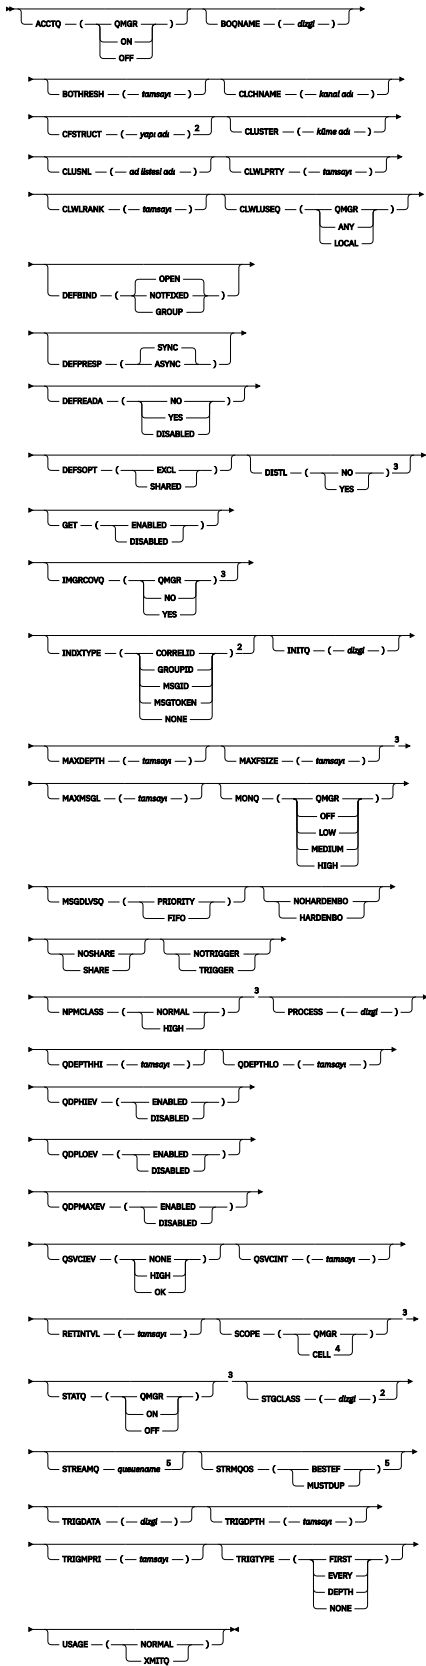 ACCTQ ( QMGR ) BOQNAME ( dizgi )
ON
OFF
BOTHRESH ( tamsayı ) CLCHNAME ( kanal adı )
CFSTRUCT ( yapı adı ) 2 CLUSTER ( küme adı )
CLUSNL ( ad listesi adı ) CLWLPRTY ( tamsayı )
CLWLRANK ( tamsayı ) CLWLUSEQ ( QMGR )
ANY
LOCAL
OPEN
DEFBIND ( NOTFIXED )
GROUP
SYNC
DEFPRESP ( ASYNC )
DEFREADA ( NO )
YES
DISABLED
DEFSOPT ( EXCL ) DISTL ( NO ) 3
SHARED YES
GET ( ENABLED )
DISABLED
IMGRCOVQ ( QMGR ) 3
NO
YES
INDXTYPE ( CORRELID ) 2 INITQ ( dizgi )
GROUPID
MSGID
MSGTOKEN
NONE
MAXDEPTH ( tamsayı ) MAXFSIZE ( tamsayı ) 3
MAXMSGL ( tamsayı ) MONQ ( QMGR )
OFF
LOW
MEDIUM
HIGH
MSGDLVSQ ( PRIORITY ) NOHARDENBO
FIFO HARDENBO
NOSHARE NOTRIGGER
SHARE TRIGGER
NPMCLASS ( NORMAL ) 3 PROCESS ( dizgi )
HIGH
QDEPTHHI ( tamsayı ) QDEPTHLO ( tamsayı )
QDPHIEV ( ENABLED )
DISABLED
QDPLOEV ( ENABLED )
DISABLED
QDPMAXEV ( ENABLED )
DISABLED
QSVCIEV ( NONE ) QSVCINT ( tamsayı )
HIGH
OK
RETINTVL ( tamsayı ) SCOPE ( QMGR ) 3
CELL 4
STATQ ( QMGR ) 3 STGCLASS ( dizgi ) 2
ON
OFF
STREAMQ queuename 5 STRMQOS ( BESTEF ) 5
MUSTDUP
TRIGDATA ( dizgi ) TRIGDPTH ( tamsayı )
TRIGMPRI ( tamsayı ) TRIGTYPE ( FIRST )
EVERY
DEPTH
NONE
USAGE ( NORMAL )
XMITQ